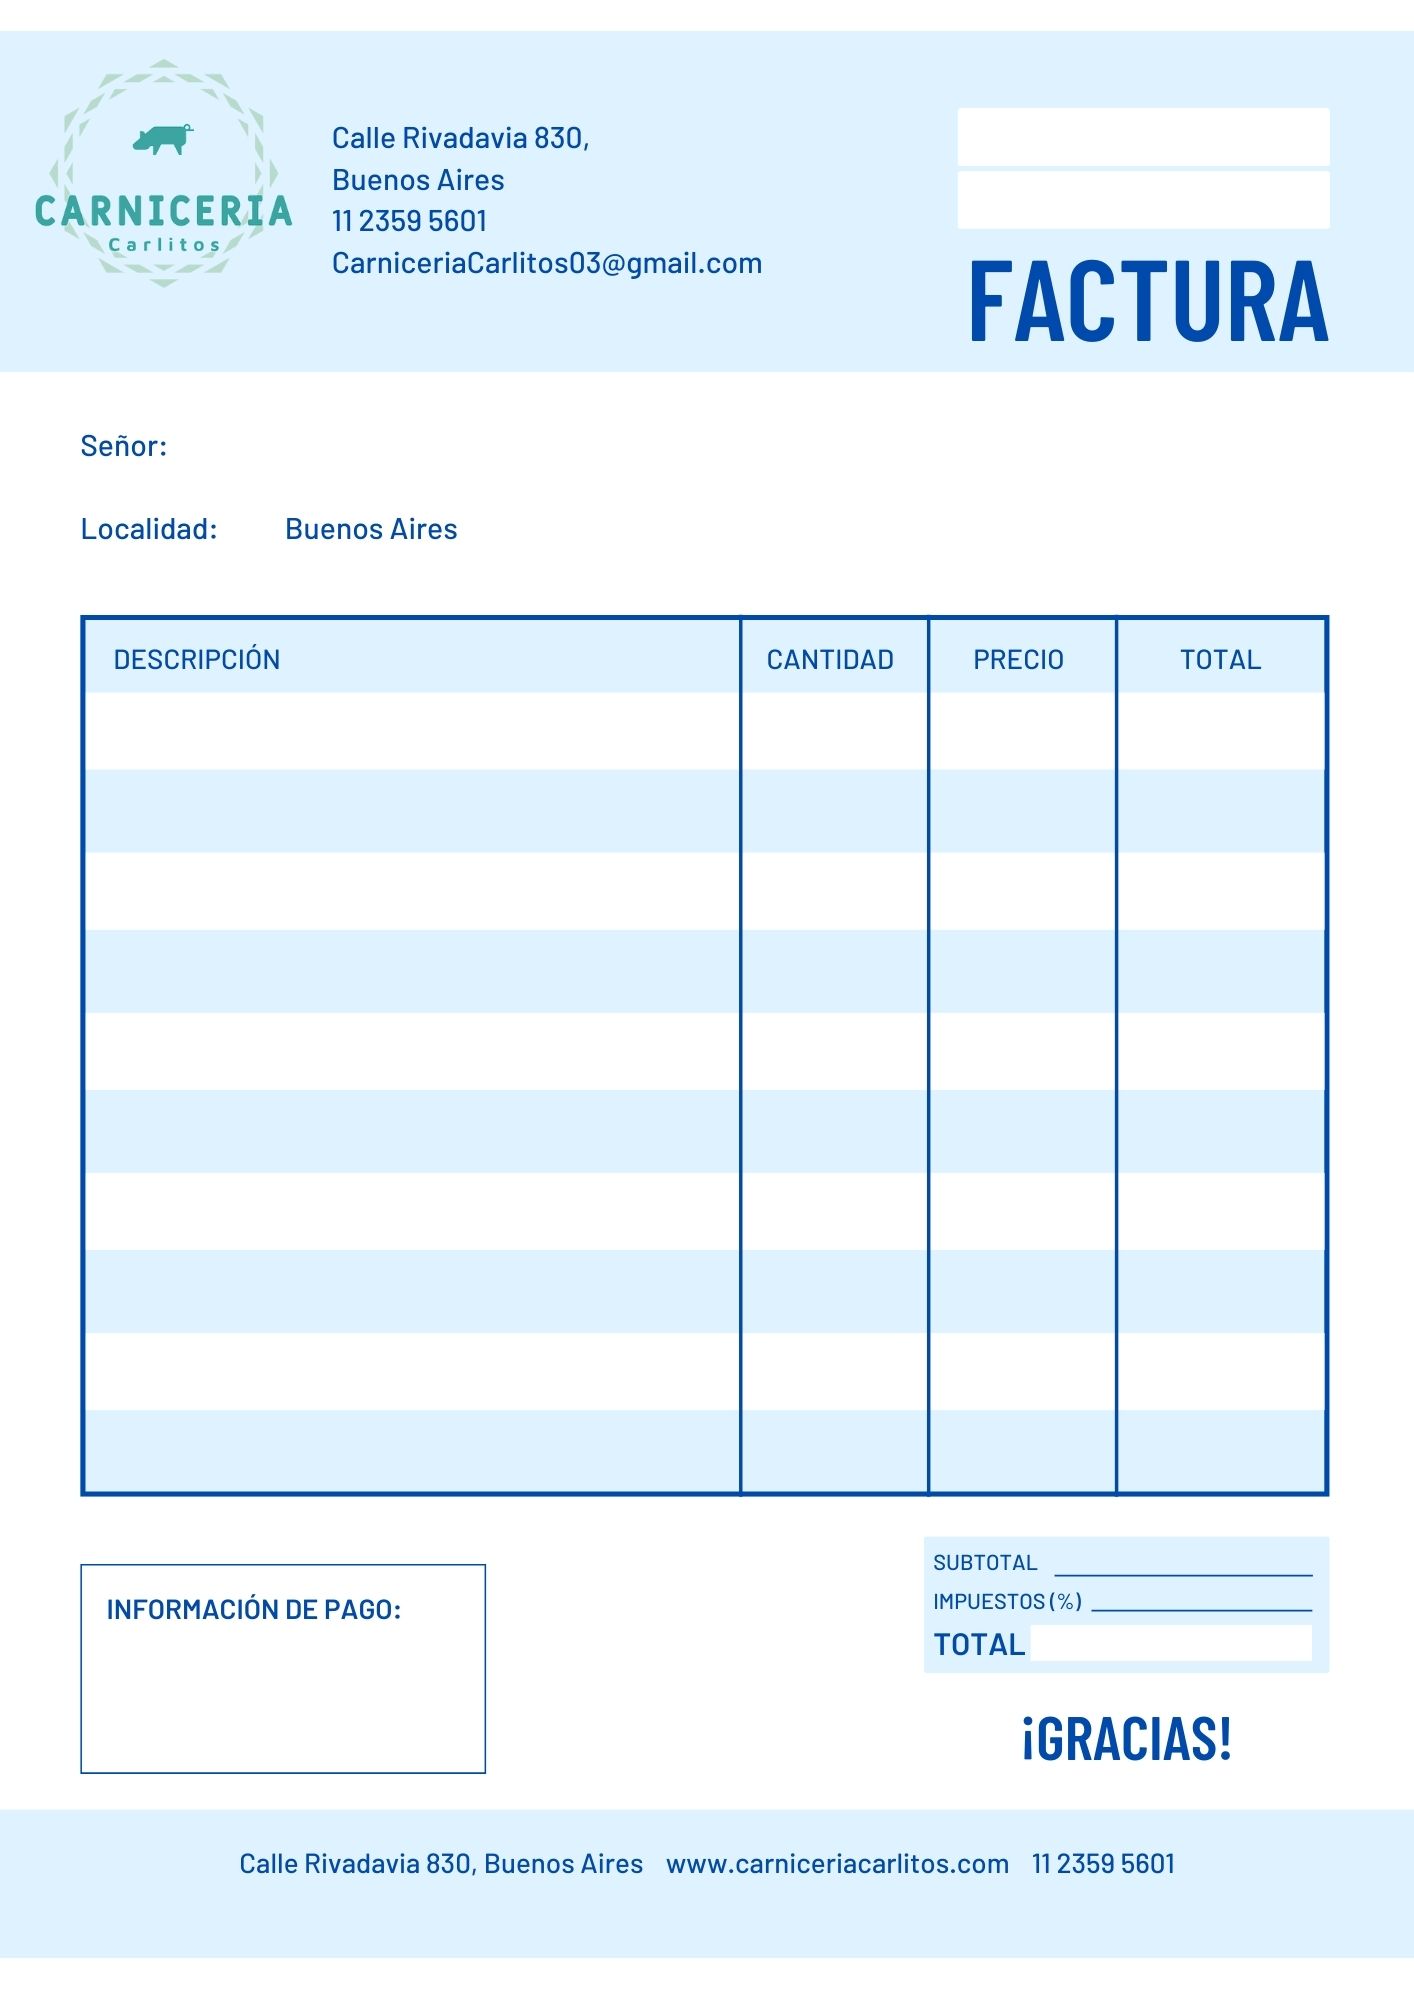 CARNICERIA
Carlitos
Calle Rivadavia 830,
Buenos Aires
11 2359 5601
CarniceriaCarlitos03@gmail.com
FACTURA
Señor:
Localidad: Buenos Aires
DESCRIPCIÓN CANTIDAD PRECIO TOTAL
INFORMACIÓN DE PAGO:
SUBTOTAL
IMPUESTOS (%)
TOTAL
¡GRACIAS!
Calle Rivadavia 830, Buenos Aires www.carniceriacarlitos.com 11 2359 5601